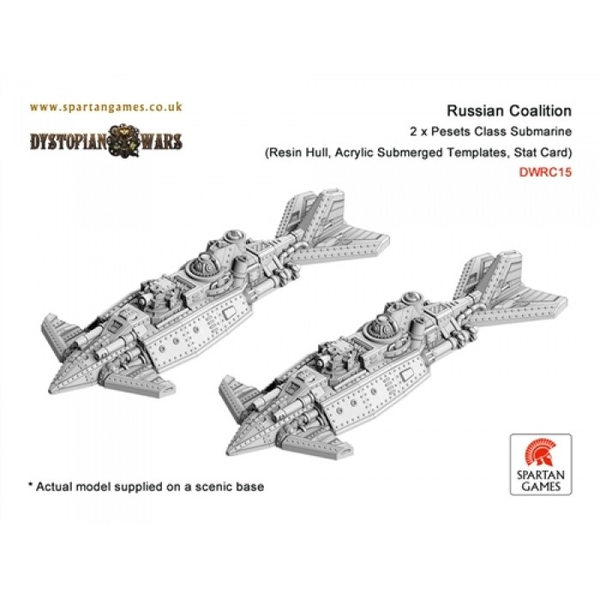 www.spartangames.co.uk
DYSTOPIAN WARS
Russian Coalition
2 x Pesets Class Submarine
(Resin Hull, Acrylic Submerged Templates, Stat Card)
DWRC15
* Actual model supplied on a scenic base
SPARTAN
GAMES